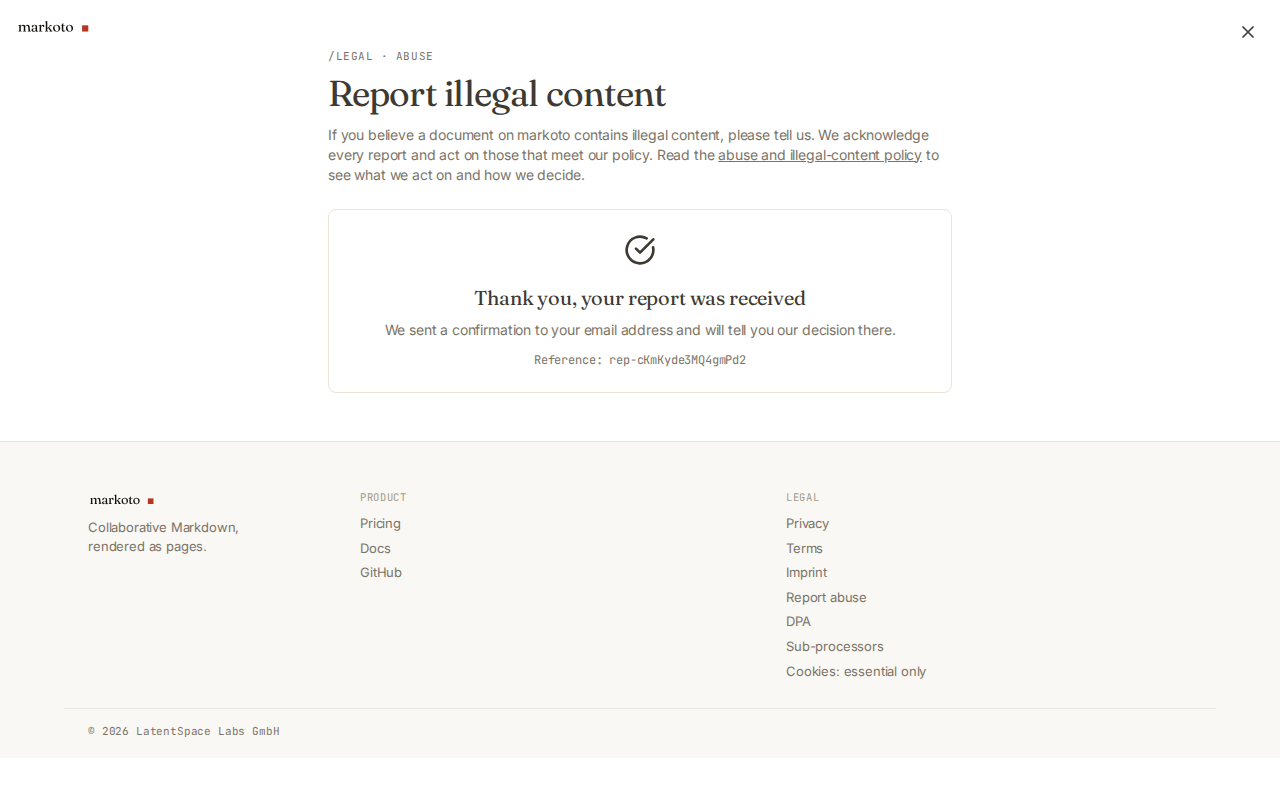 markoto
/LEGAL · ABUSE
Report illegal content
If you believe a document on markoto contains illegal content, please tell us. We acknowledge
every report and act on those that meet our policy. Read the abuse and illegal-content policy to
see what we act on and how we decide.
Thank you, your report was received
We sent a confirmation to your email address and will tell you our decision there.
Reference: rep-cKmKyde3MQ4gmPd2
markoto
Collaborative Markdown,
rendered as pages.
PRODUCT
Pricing
Docs
GitHub
LEGAL
Privacy
Terms
Imprint
Report abuse
DPA
Sub-processors
Cookies: essential only
© 2026 LatentSpace Labs GmbH